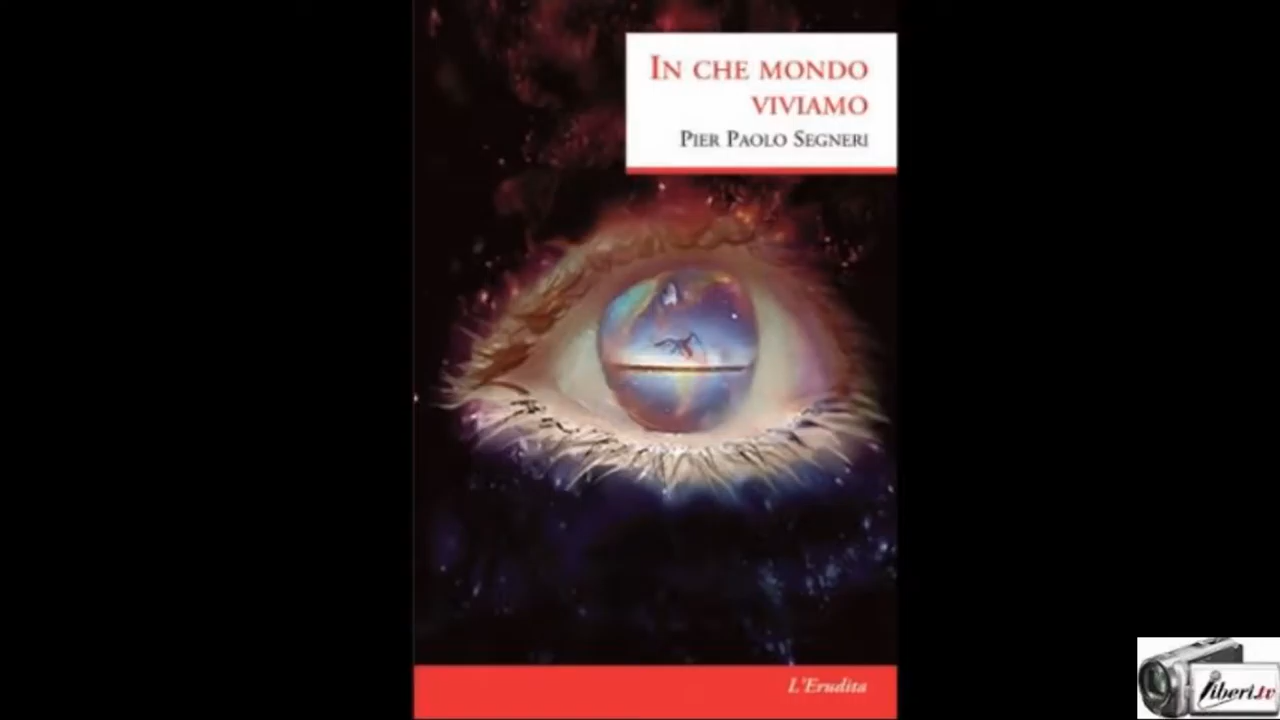 In che mondo
viviamo
Pier Paolo Segneri
L'Erudita
liberi.tv